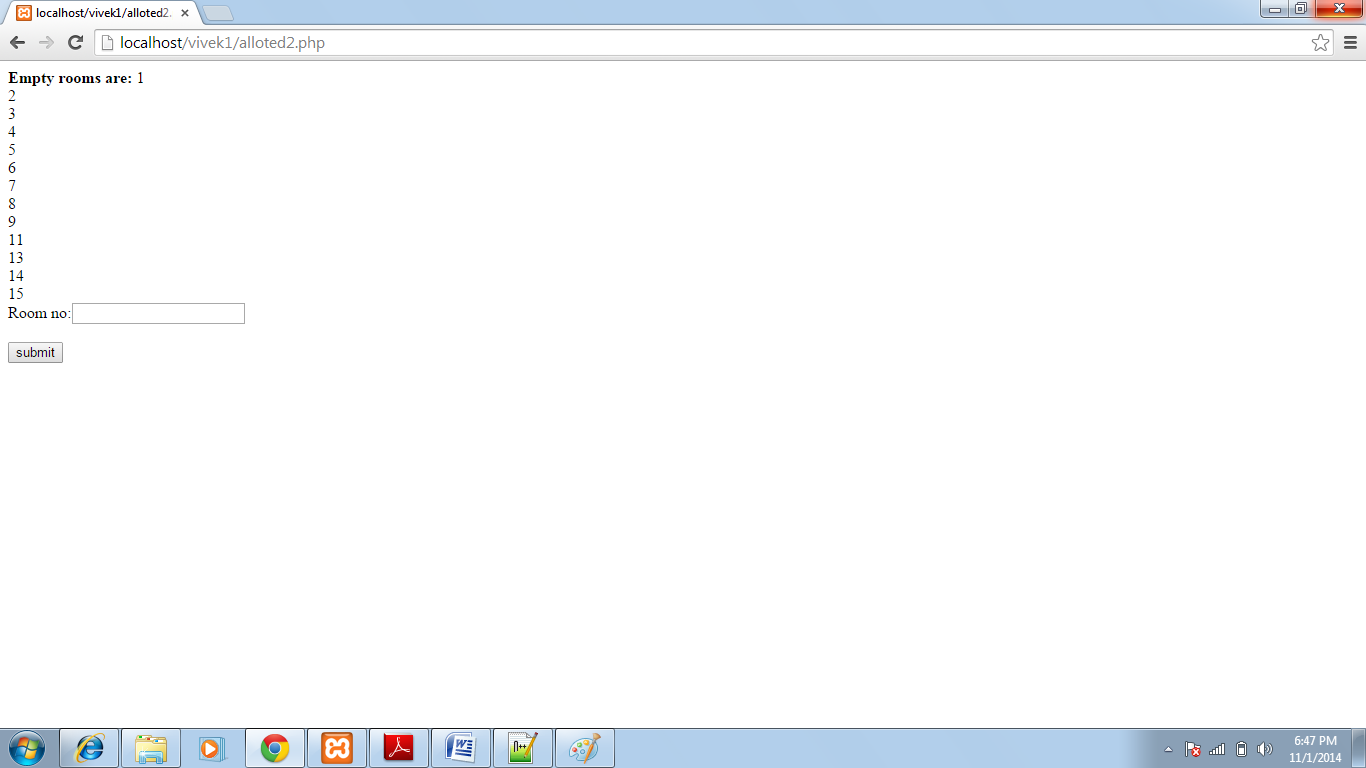 localhost/vivek1/alloted2.
localhost/vivek1/alloted2.php
Empty rooms are: 1
2
3
4
5
6
7
8
9
11
13
14
15
Room no:
submit
6:47 PM
11/1/2014